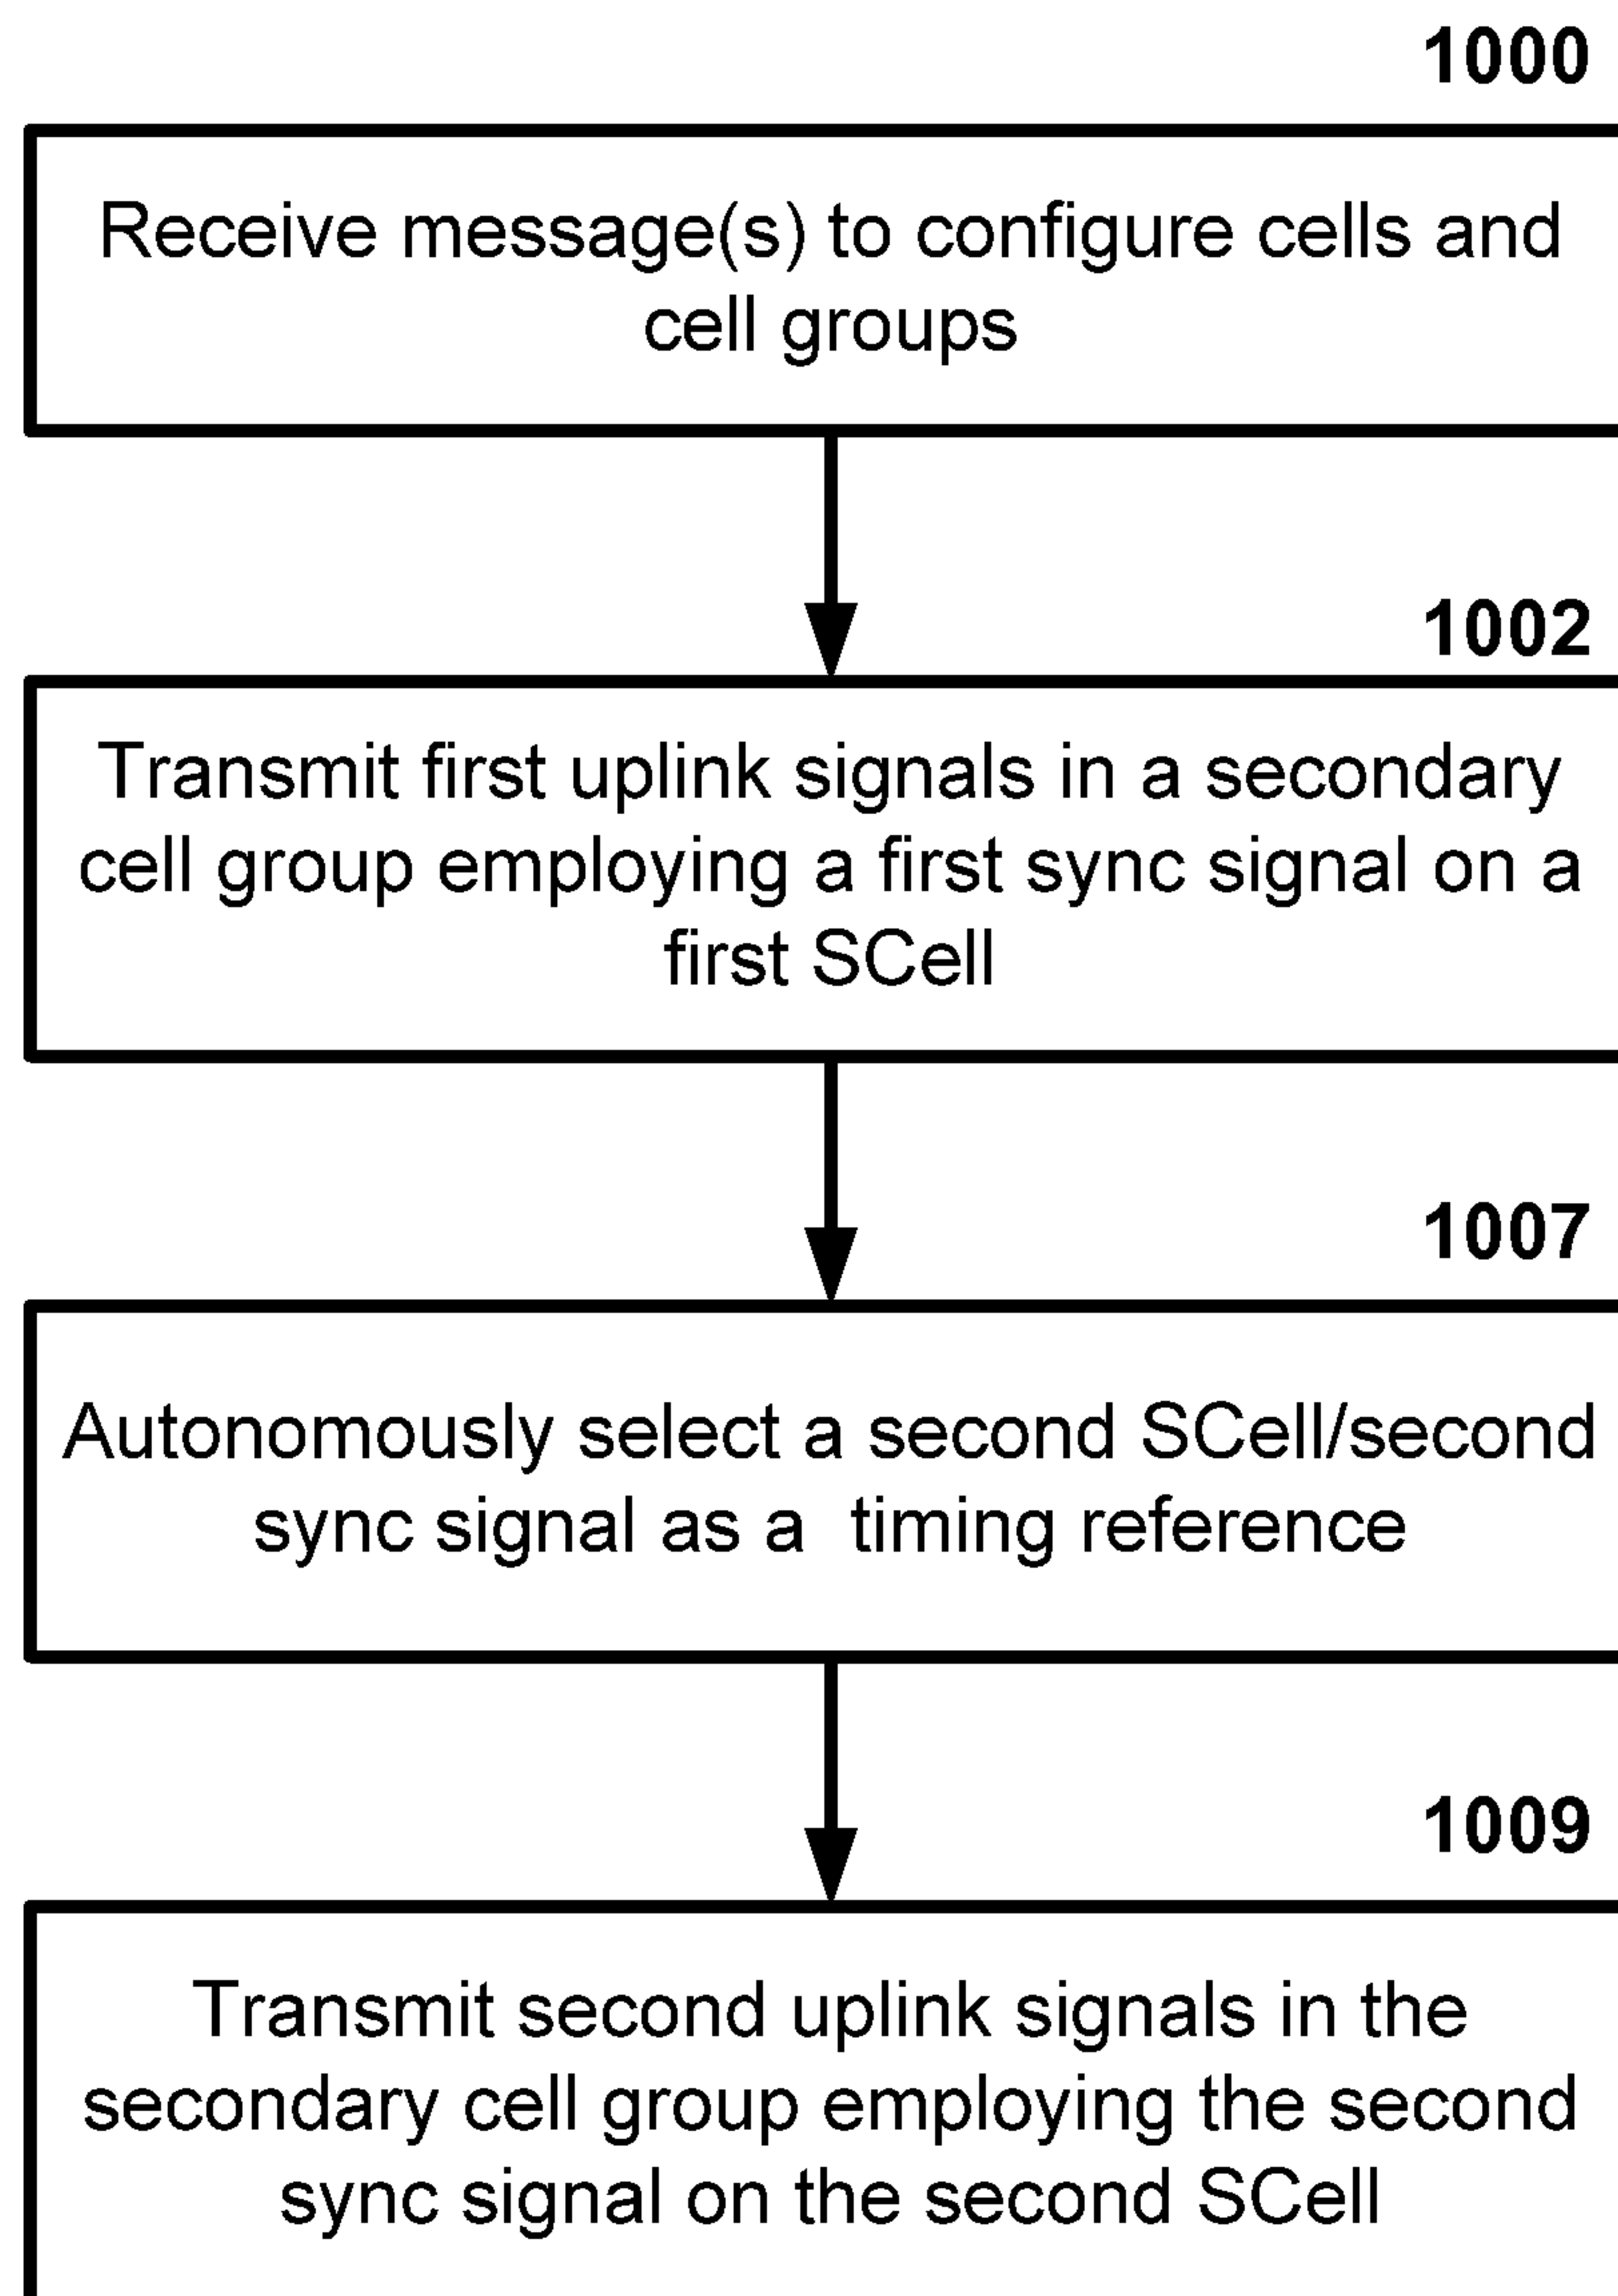 1000
Receive message(s) to configure cells and
cell groups
1002
Transmit first uplink signals in a secondary
cell group employing a first sync signal on a
first SCell
1007
Autonomously select a second SCell/second
sync signal as a  timing reference
1009
Transmit second uplink signals in the
secondary cell group employing the second
sync signal on the second SCell